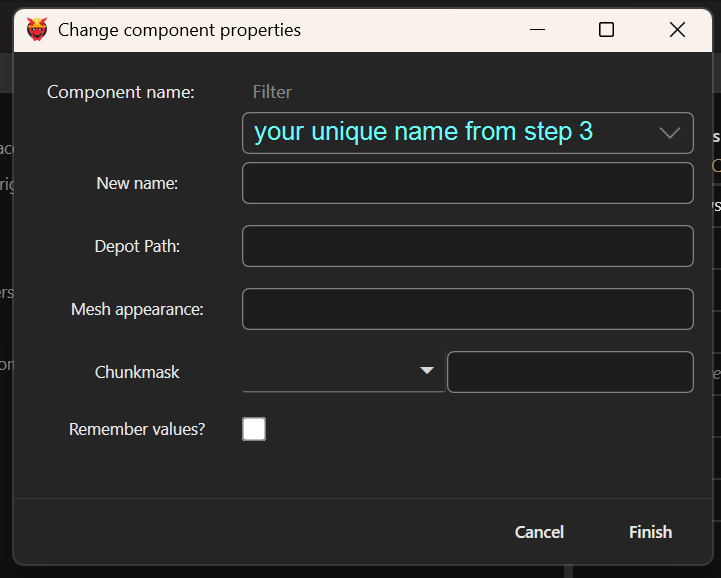 Change component properties
Component name:
Filter
your unique name from step 3
New name:
Depot Path:
Mesh appearance:
Chunkmask
Remember values?
Cancel
Finish